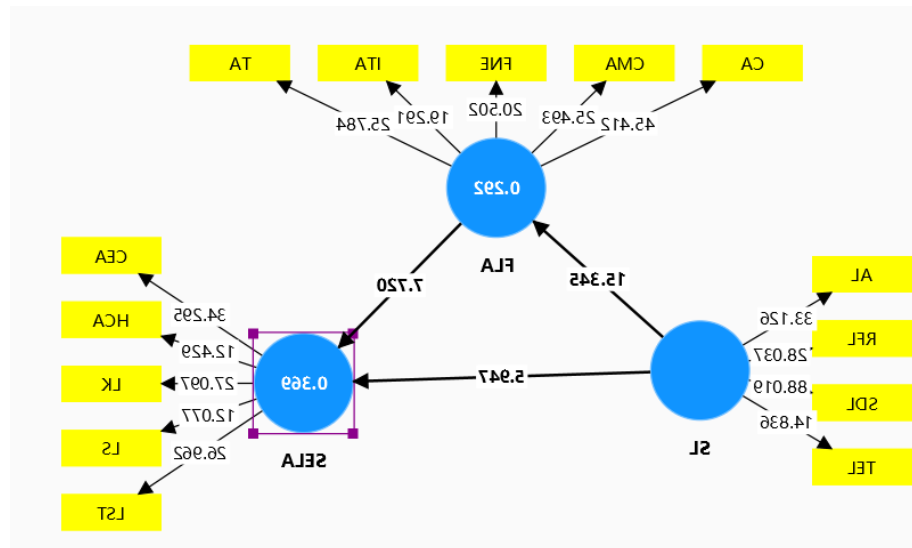 TA
ITA
FNE
CMA
CA
25.784
19.291
20.502
25.493
45.412
0.292
FLA
CEA
HCA
LK
LS
LST
34.295
12.429
27.097
12.077
26.962
0.369
SELA
7.720
15.345
5.947
SL
AL
RFL
SDL
TEL
33.126
28.037
88.019
14.836